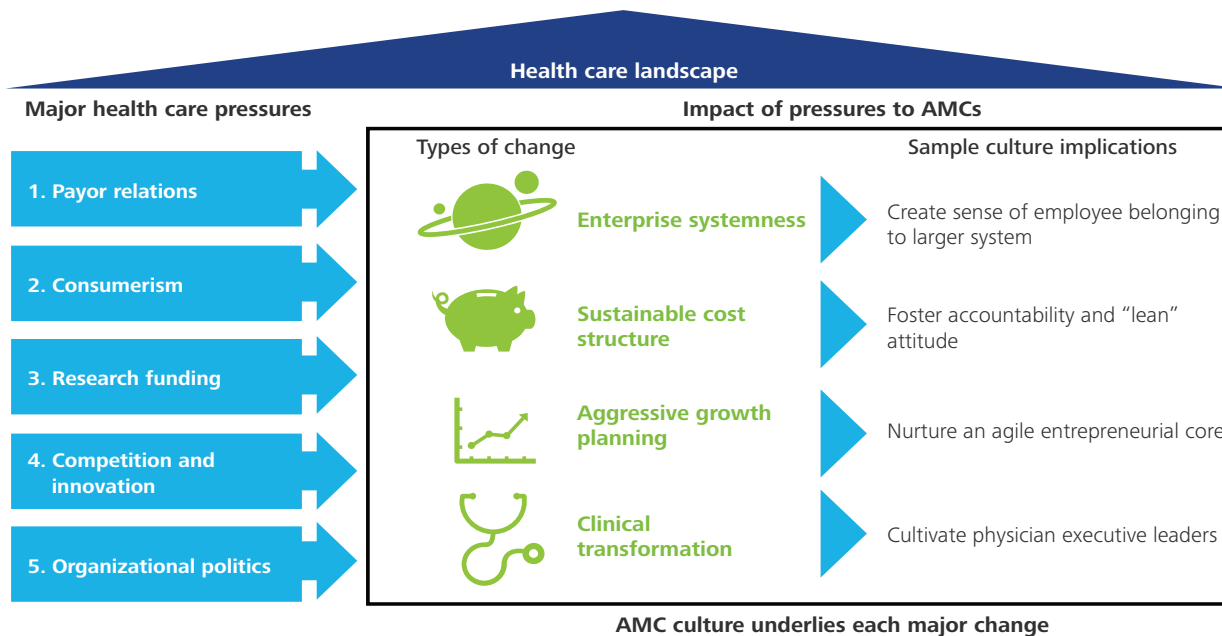 Health care landscape
Major health care pressures
Impact of pressures to AMCs
1. Payor relations
2. Consumerism
3. Research funding
4. Competition and
innovation
5. Organizational politics
Types of change
Sample culture implications
Enterprise systemness
Create sense of employee belonging
to larger system
Sustainable cost
structure
Foster accountability and “lean”
attitude
Aggressive growth
planning
Nurture an agile entrepreneurial core
Clinical
transformation
Cultivate physician executive leaders
AMC culture underlies each major change